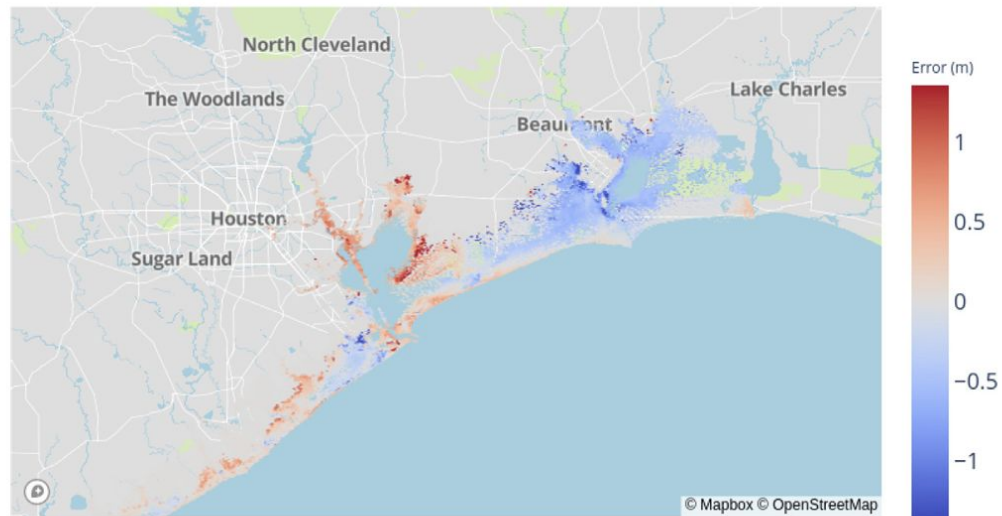 North Cleveland
The Woodlands
Lake Charles
Beaumont
Houston
Sugar Land
© Mapbox © OpenStreetMap
Error (m)
1
0.5
0
−0.5
−1